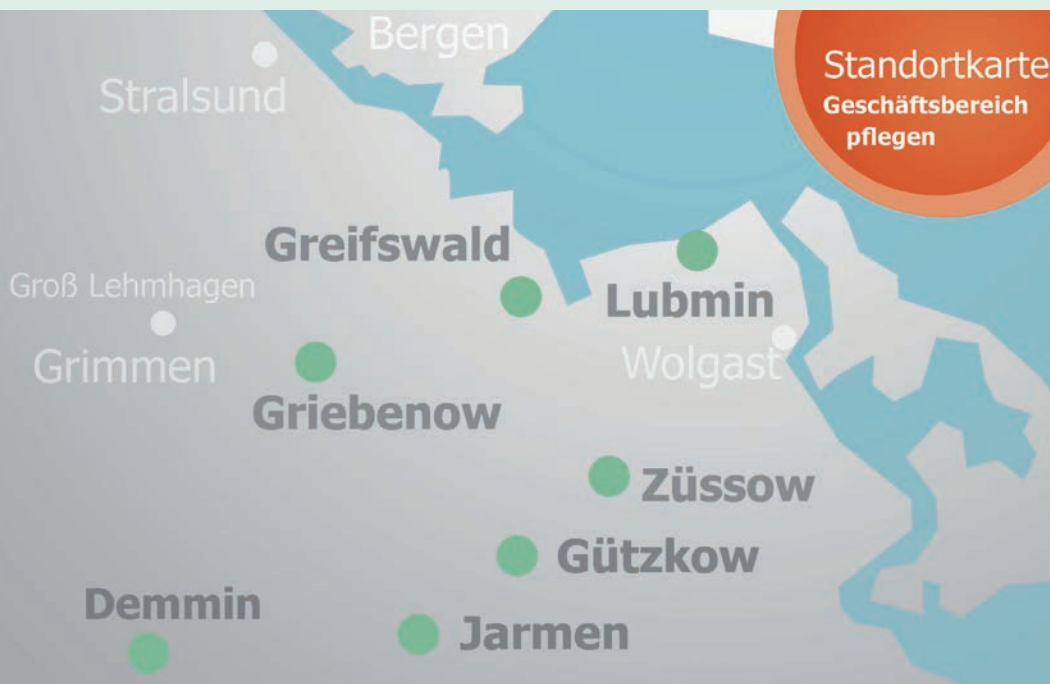 Bergen
Stralsund
Standortkarte
Geschäftsbereich
pflegen
Greifswald
Groß Lehmhagen
Lubmin
Grimmen
Wolgast
Griebenow
Züssow
Gützkow
Demmin
Jarmen